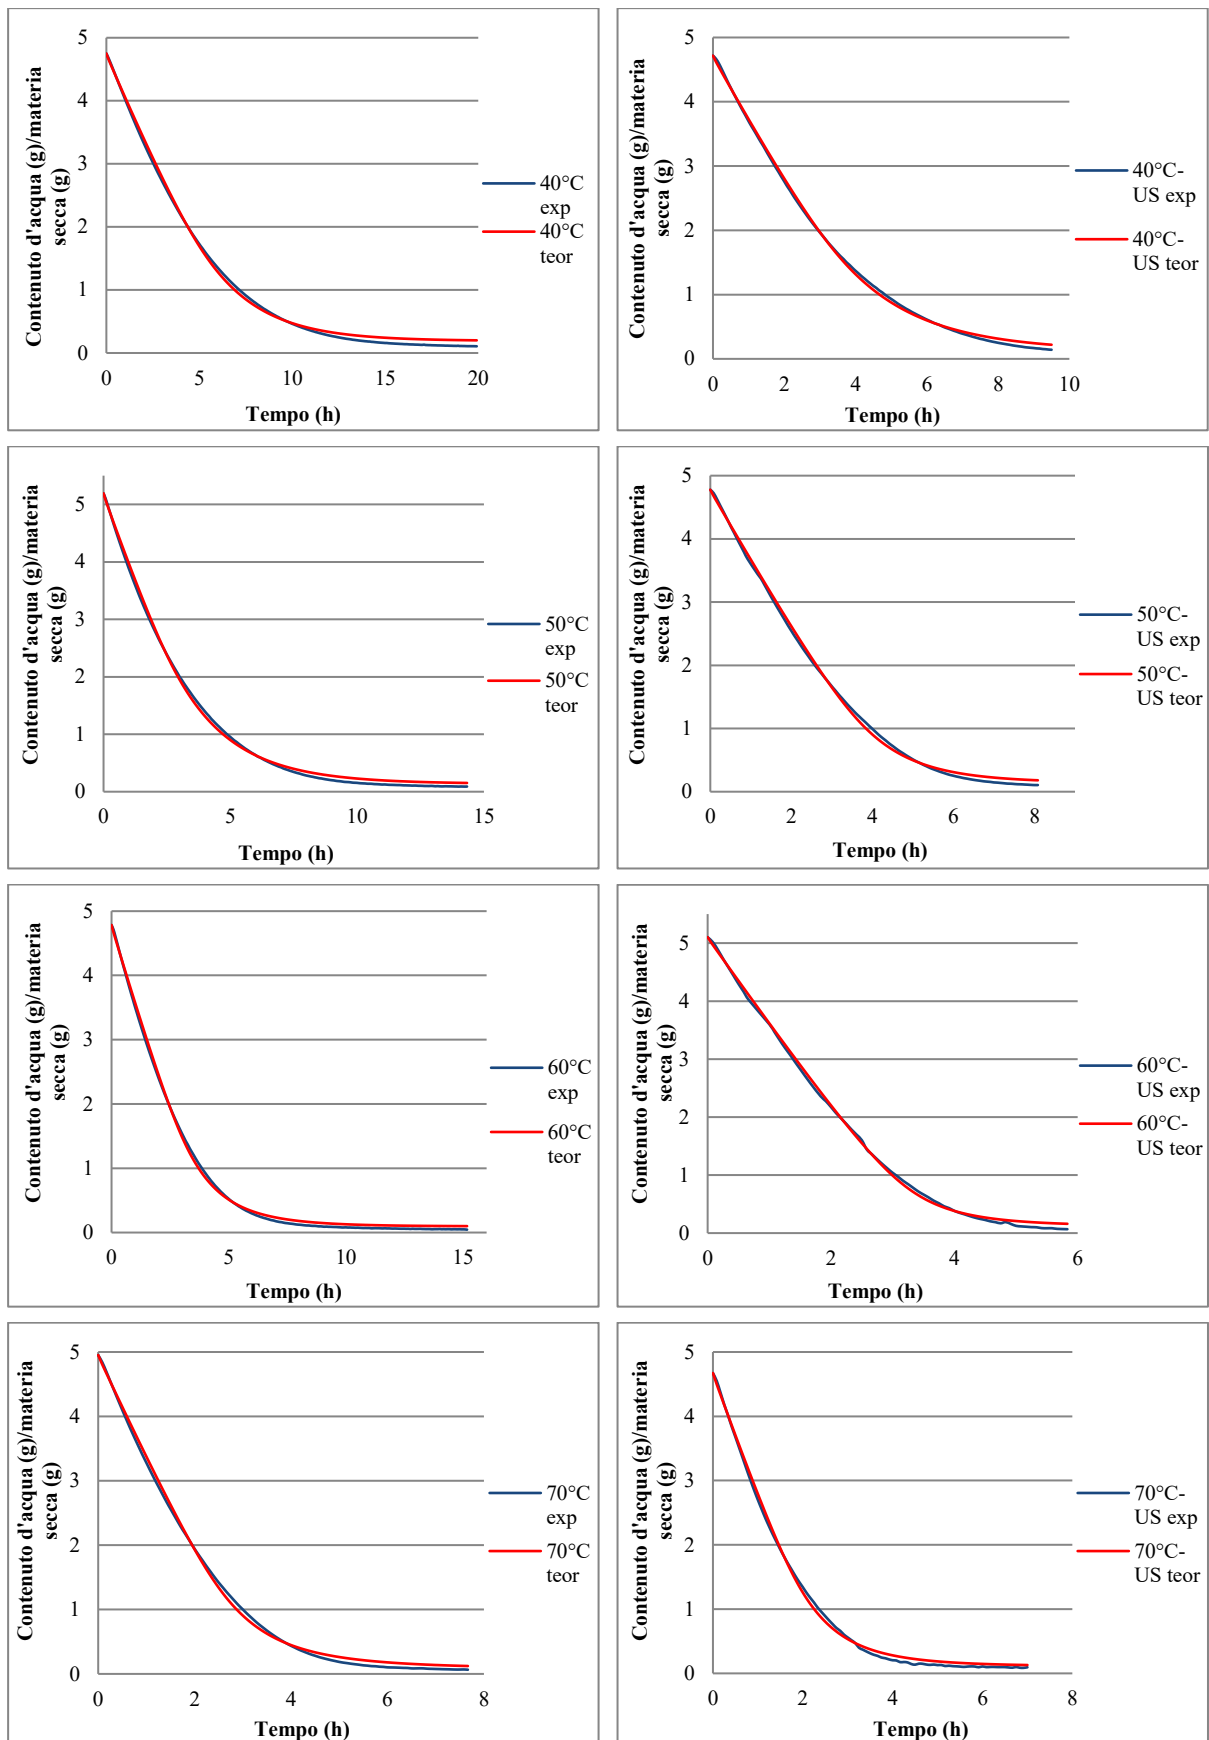 Contenuto d'acqua (g)/materia
secca (g)
5
4
3
2
1
0
0 5 10 15 20
Tempo (h)
40°C
exp
40°C
teor
Contenuto d'acqua (g)/materia
secca (g)
5
4
3
2
1
0
0 2 4 6 8 10
Tempo (h)
40°C-
US exp
40°C-
US teor
Contenuto d'acqua (g)/materia
secca (g)
5
4
3
2
1
0
0 5 10 15
Tempo (h)
50°C
exp
50°C
teor
Contenuto d'acqua (g)/materia
secca (g)
5
4
3
2
1
0
0 2 4 6 8
Tempo (h)
50°C-
US exp
50°C-
US teor
Contenuto d'acqua (g)/materia
secca (g)
5
4
3
2
1
0
0 5 10 15
Tempo (h)
60°C
exp
60°C
teor
Contenuto d'acqua (g)/materia
secca (g)
5
4
3
2
1
0
0 2 4 6
Tempo (h)
60°C-
US exp
60°C-
US teor
Contenuto d'acqua (g)/materia
secca (g)
5
4
3
2
1
0
0 2 4 6 8
Tempo (h)
70°C
exp
70°C
teor
Contenuto d'acqua (g)/materia
secca (g)
5
4
3
2
1
0
0 2 4 6 8
Tempo (h)
70°C-
US exp
70°C-
US teor